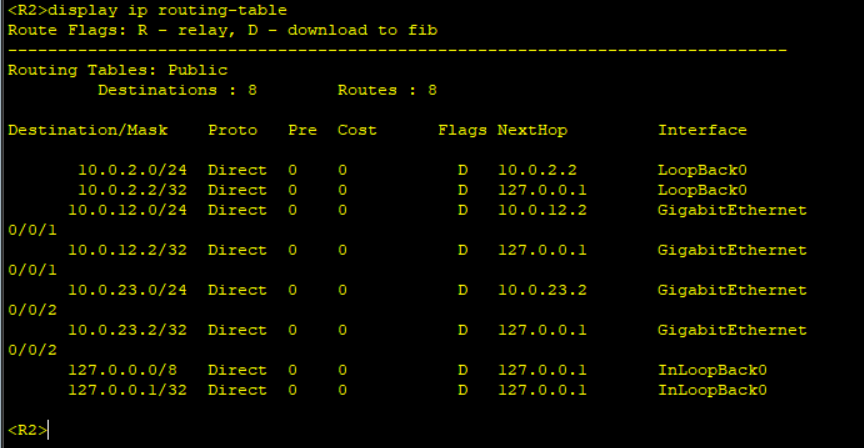 <R2>display ip routing-table
Route Flags: R - relay, D - download to fib
------------------------------------------------------------------------------
Routing Tables: Public
         Destinations : 8        Routes : 8

Destination/Mask    Proto   Pre  Cost      Flags NextHop         Interface

       10.0.2.0/24  Direct  0    0           D   10.0.2.2        LoopBack0
       10.0.2.2/32  Direct  0    0           D   127.0.0.1       LoopBack0
      10.0.12.0/24  Direct  0    0           D   10.0.12.2       GigabitEthernet
0/0/1
      10.0.12.2/32  Direct  0    0           D   127.0.0.1       GigabitEthernet
0/0/1
      10.0.23.0/24  Direct  0    0           D   10.0.23.2       GigabitEthernet
0/0/2
      10.0.23.2/32  Direct  0    0           D   127.0.0.1       GigabitEthernet
0/0/2
      127.0.0.0/8   Direct  0    0           D   127.0.0.1       InLoopBack0
      127.0.0.1/32  Direct  0    0           D   127.0.0.1       InLoopBack0

<R2>